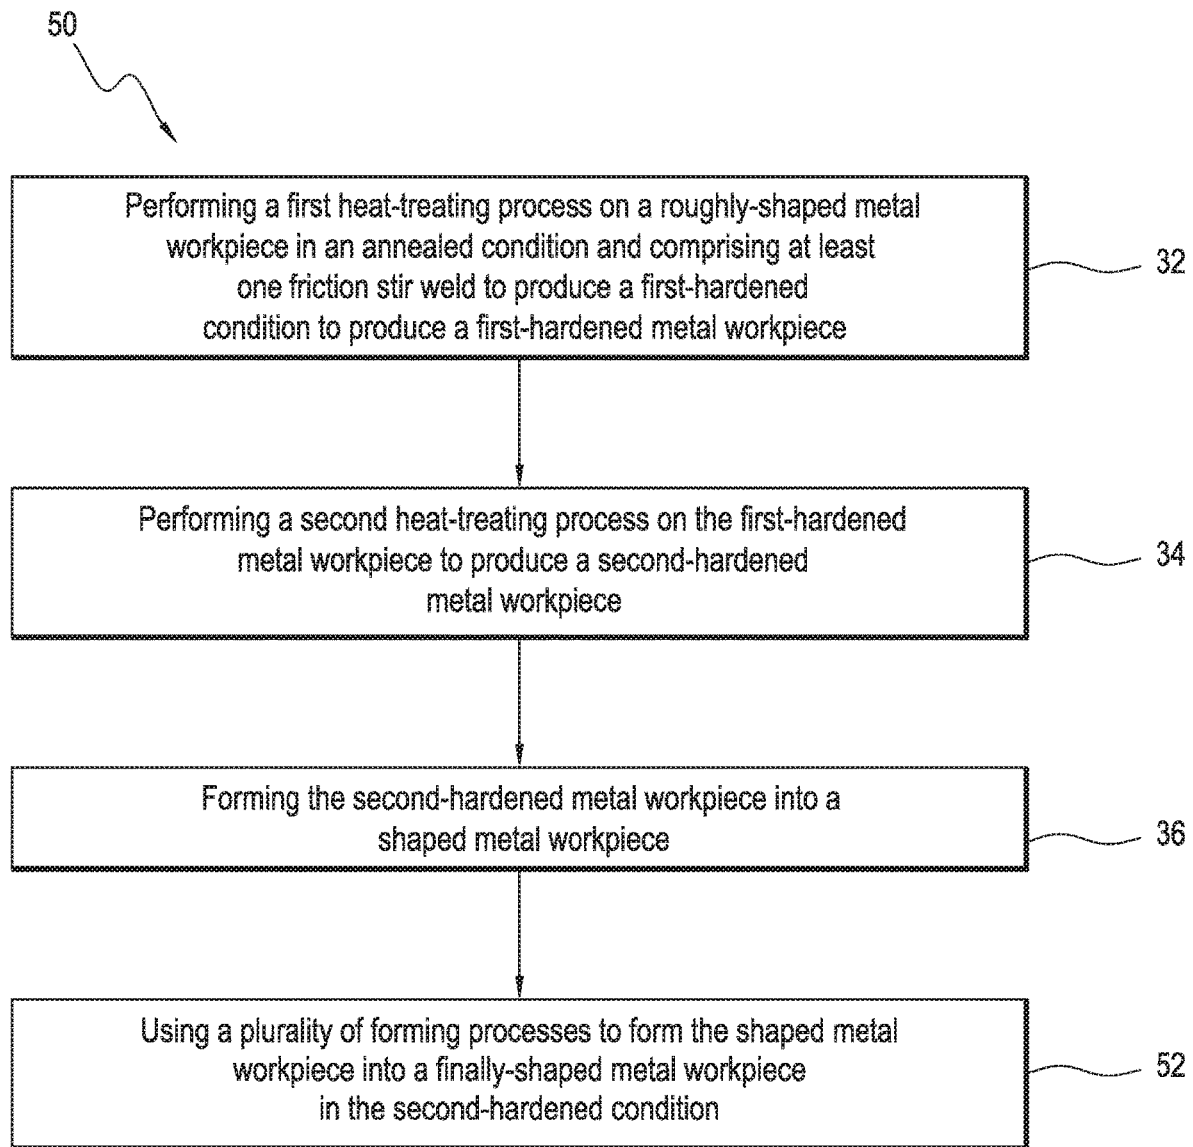 50
Performing a first heat-treating process on a roughly-shaped metal
workpiece in an annealed condition and comprising at least
one friction stir weld to produce a first-hardened
condition to produce a first-hardened metal workpiece
32
Performing a second heat-treating process on the first-hardened
metal workpiece to produce a second-hardened
metal workpiece
34
Forming the second-hardened metal workpiece into a
shaped metal workpiece
36
Using a plurality of forming processes to form the shaped metal
workpiece into a finally-shaped metal workpiece
in the second-hardened condition
52